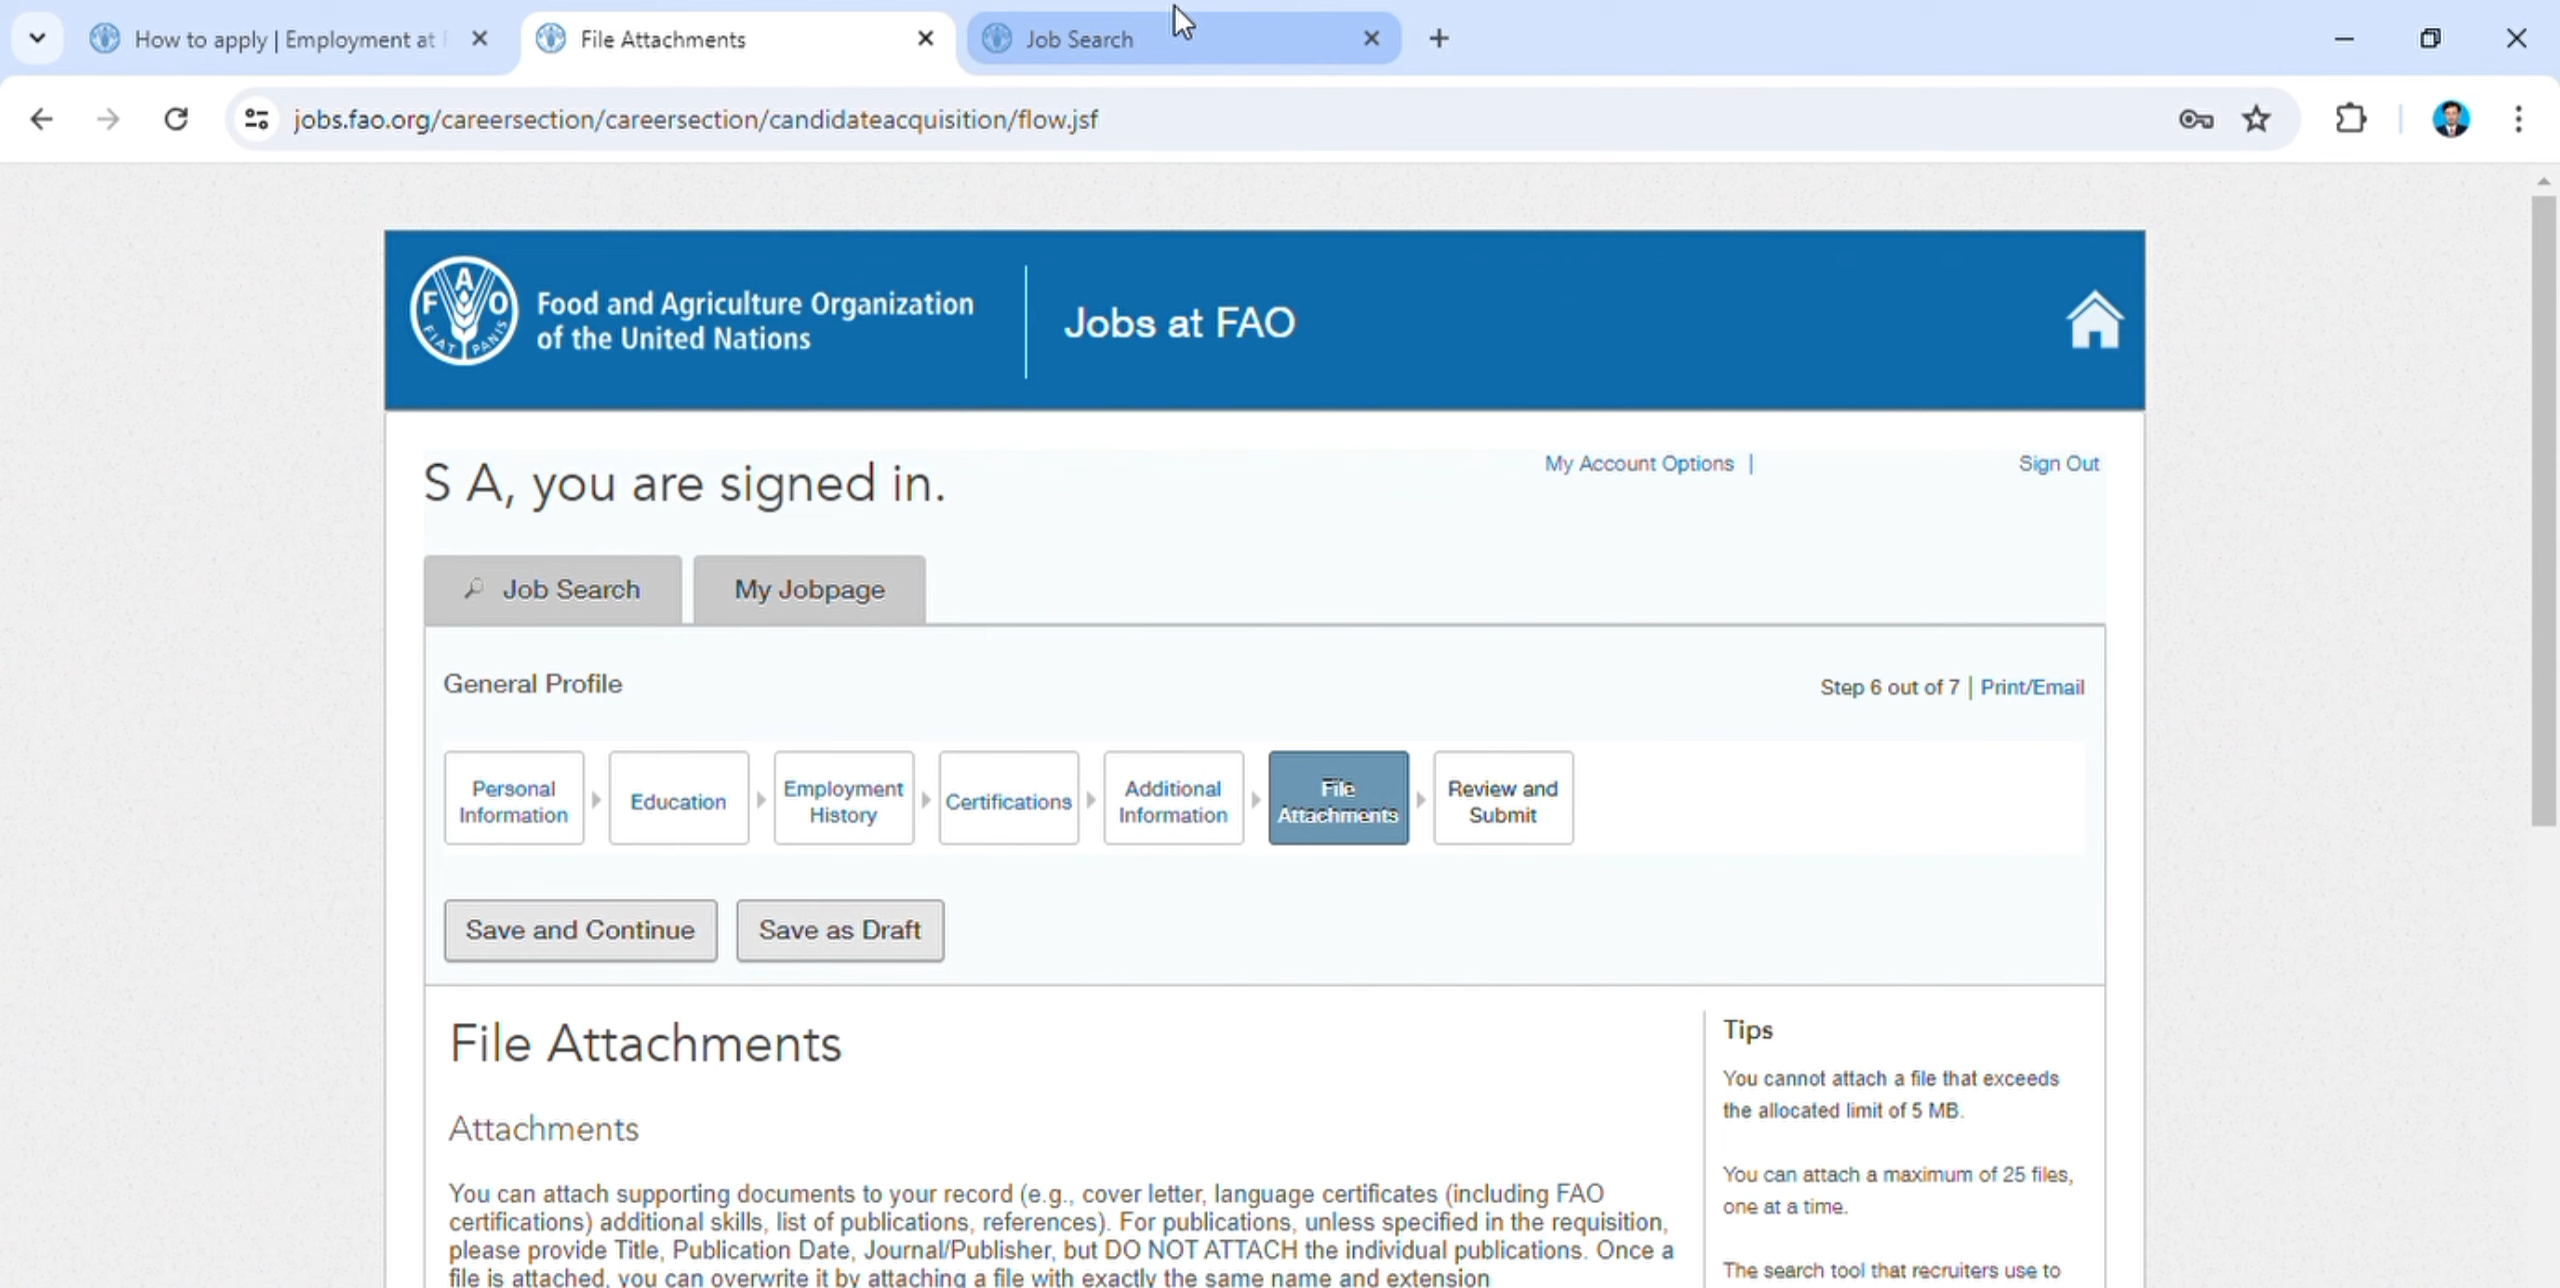 How to apply | Employment at
File Attachments
Job Search
jobs.fao.org/careersection/careersection/candidateacquisition/flow.jsf
F A O
FIAT PANIS
Food and Agriculture Organization
of the United Nations
Jobs at FAO
S A, you are signed in.
My Account Options |
Sign Out
Job Search
My Jobpage
General Profile
Step 6 out of 7 | Print/Email
Personal
Information
Education
Employment
History
Certifications
Additional
Information
File
Attachments
Review and
Submit
Save and Continue
Save as Draft
File Attachments
Attachments
You can attach supporting documents to your record (e.g., cover letter, language certificates (including FAO
certifications) additional skills, list of publications, references). For publications, unless specified in the requisition,
please provide Title, Publication Date, Journal/Publisher, but DO NOT ATTACH the individual publications. Once a
file is attached, you can overwrite it by attaching a file with exactly the same name and extension
Tips
You cannot attach a file that exceeds
the allocated limit of 5 MB.
You can attach a maximum of 25 files,
one at a time.
The search tool that recruiters use to